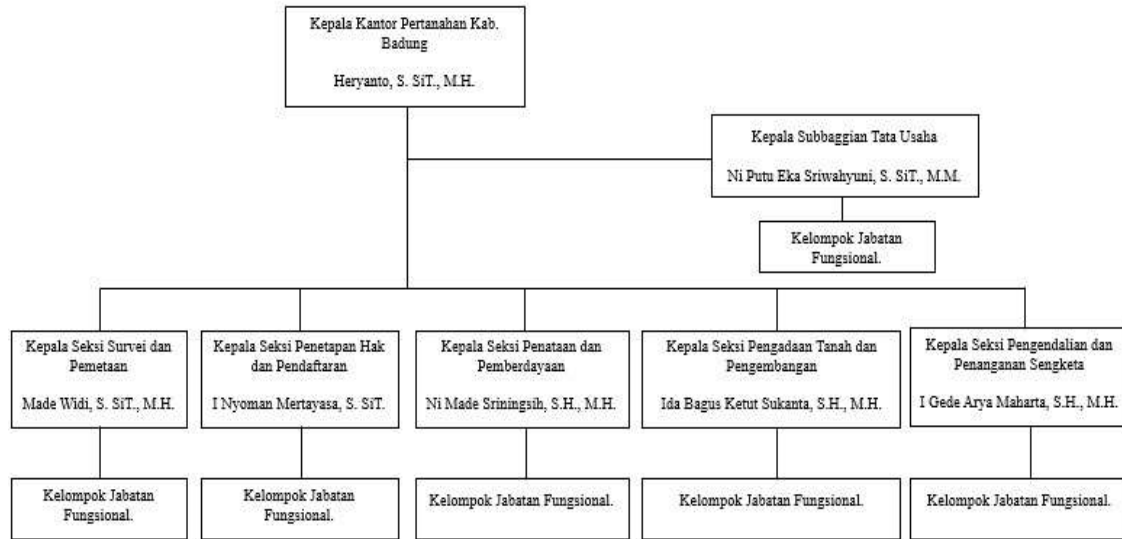 Kepala Kantor Pertanahan Kab.
Badung
Heryanto, S. SiT., M.H.
Kepala Subbaggian Tata Usaha
Ni Putu Eka Sriwahyuni, S. SiT., M.M.
Kelompok Jabatan
Fungsional.
Kepala Seksi Survei dan
Pemetaan
Made Widi, S. SiT., M.H.
Kepala Seksi Penetapan Hak
dan Pendaftaran
I Nyoman Mertayasa, S. SiT.
Kepala Seksi Penataan dan
Pemberdayaan
Ni Made Sriningsih, S.H., M.H.
Kepala Seksi Pengadaan Tanah dan
Pengembangan
Ida Bagus Ketut Sukanta, S.H., M.H.
Kepala Seksi Pengendalian dan
Penanganan Sengketa
I Gede Arya Maharta, S.H., M.H.
Kelompok Jabatan
Fungsional.
Kelompok Jabatan
Fungsional.
Kelompok Jabatan Fungsional.
Kelompok Jabatan Fungsional.
Kelompok Jabatan Fungsional.